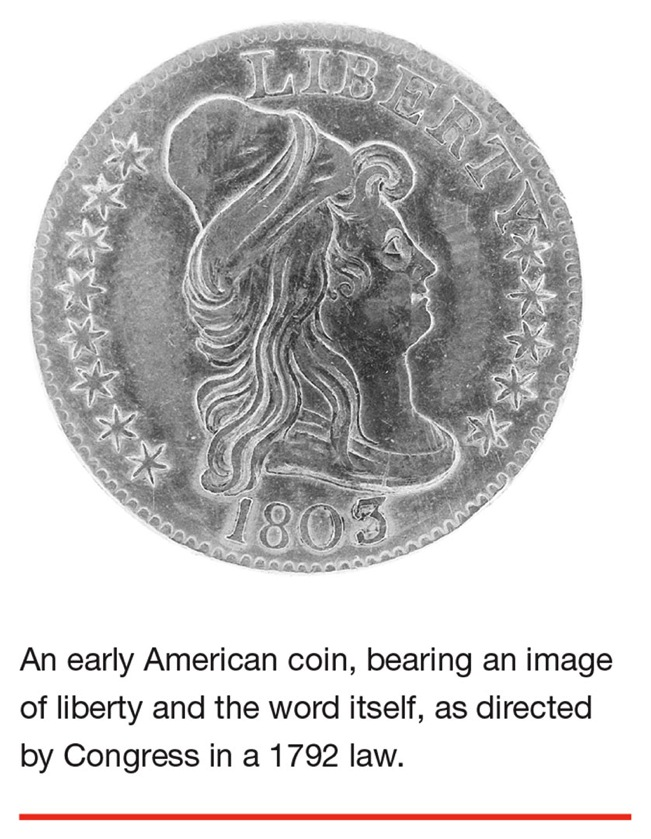 LIBERTY
1803
An early American coin, bearing an image
of liberty and the word itself, as directed
by Congress in a 1792 law.